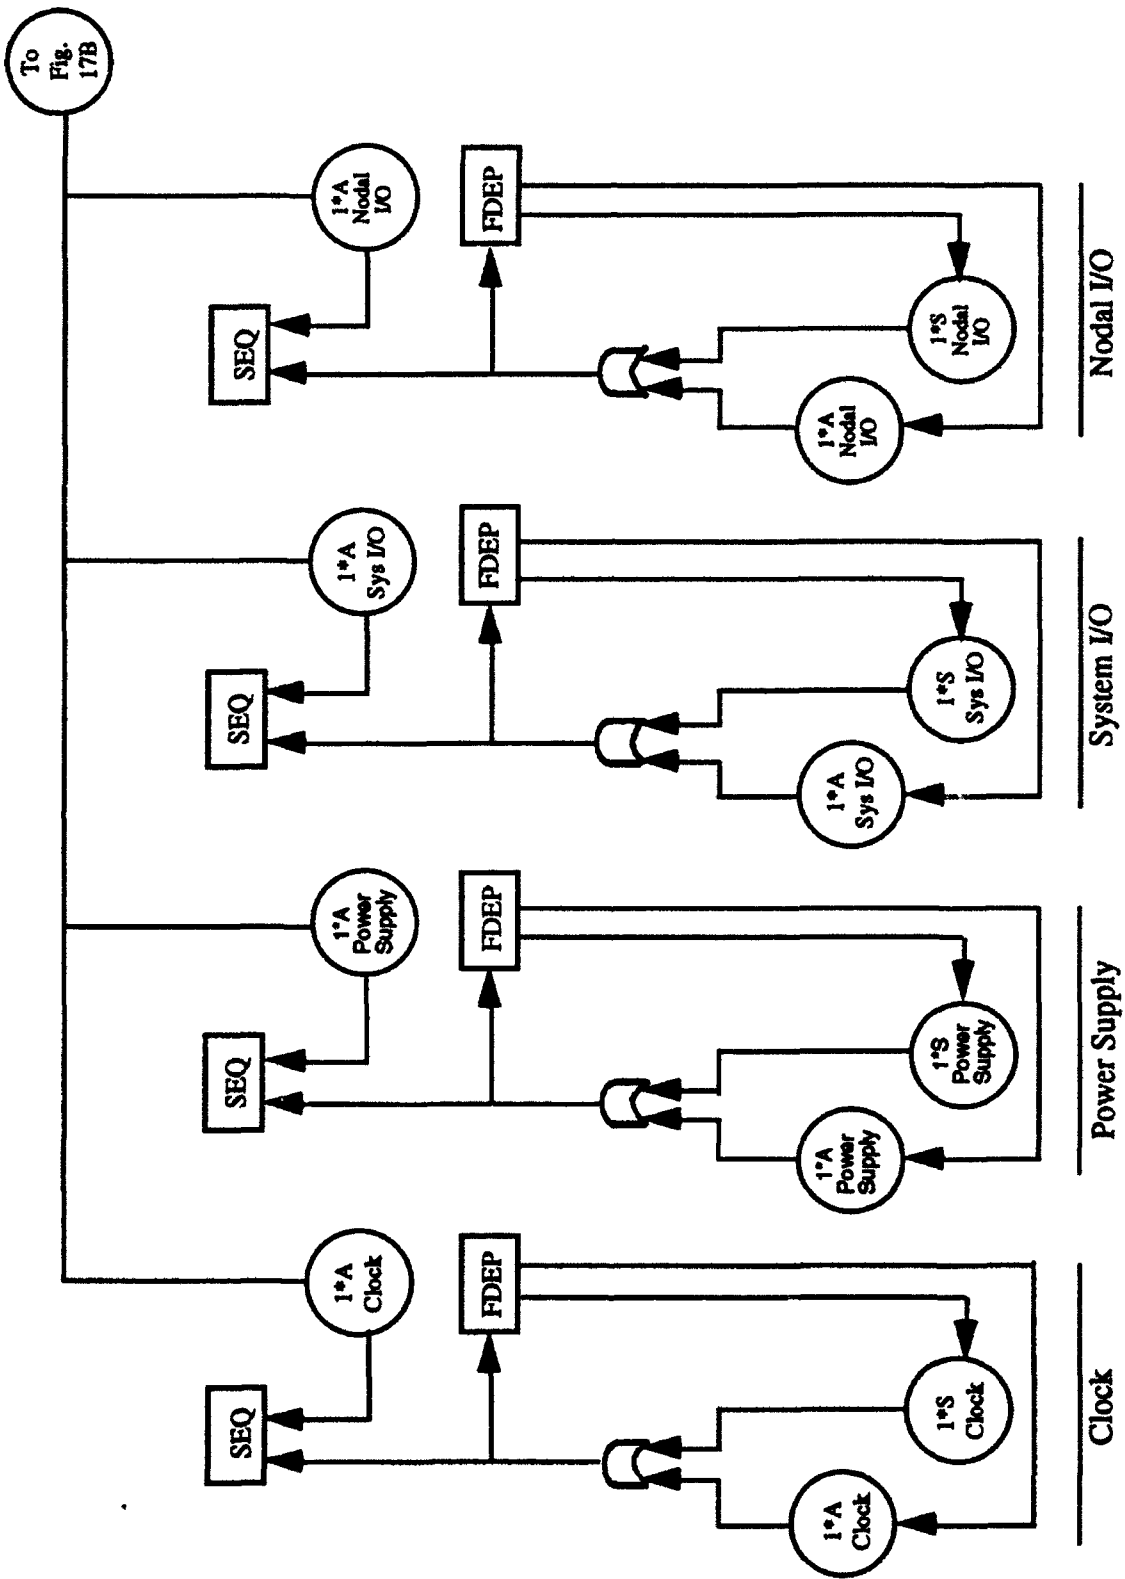 To
Fig.
17B
SEQ
1*A
Clock
FDEP
1*A
Clock
1*S
Clock
Clock
SEQ
1*A
Power
Supply
FDEP
1*A
Power
Supply
1*S
Power
Supply
Power Supply
SEQ
1*A
Sys I/O
FDEP
1*A
Sys I/O
1*S
Sys I/O
System I/O
SEQ
1*A
Nodal
I/O
FDEP
1*A
Nodal
I/O
1*S
Nodal
I/O
Nodal I/O